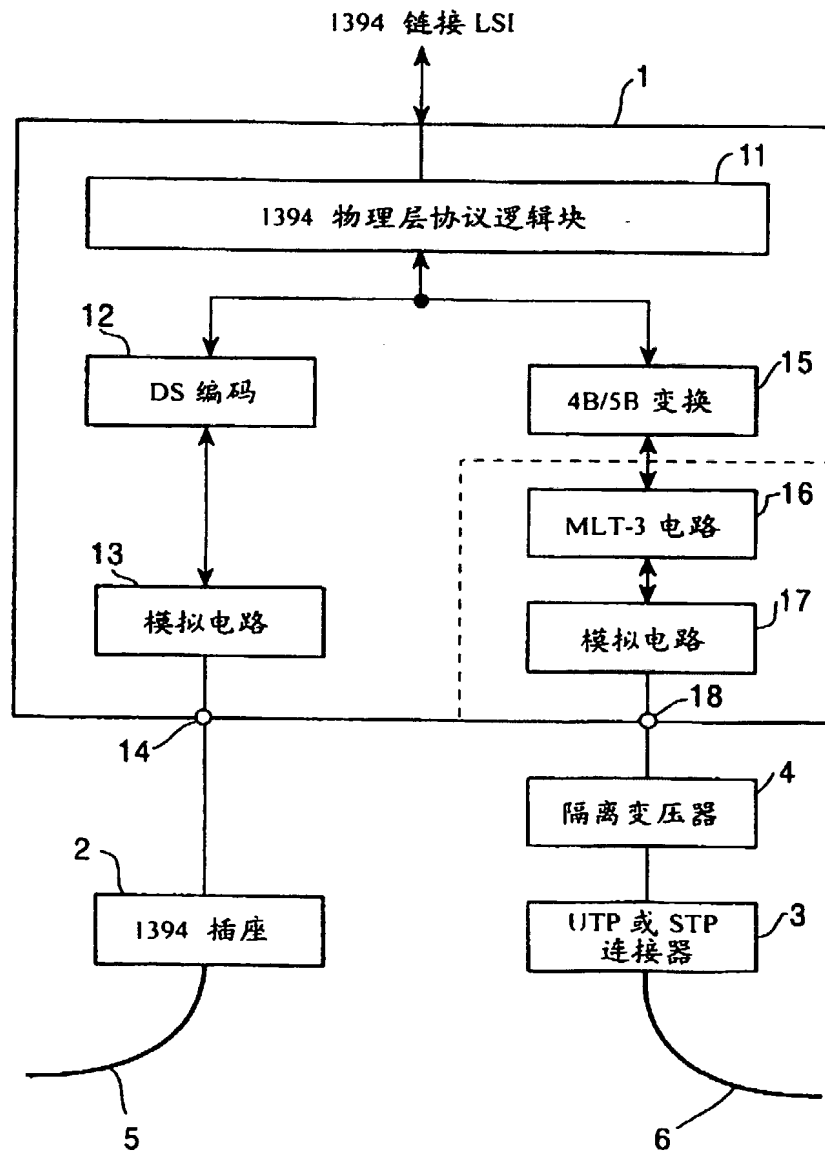 1394 链接 LSI
1
11
1394 物理层协议逻辑块
12
DS 编码
15
4B/5B 变换
16
MLT-3 电路
13
模拟电路
17
模拟电路
14
18
4
隔离变压器
2
1394 插座
3
UTP 或 STP
连接器
5
6